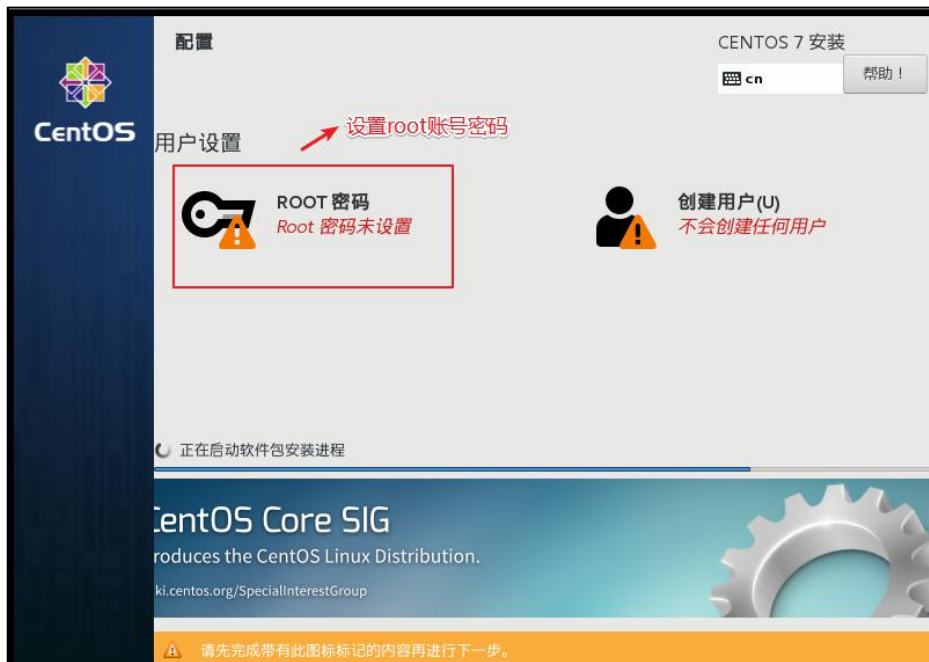 配置
CENTOS 7 安装
cn
帮助！
CentOS
设置root账号密码
用户设置
ROOT 密码
Root 密码未设置
创建用户(U)
不会创建任何用户
正在启动软件包安装进程
CentOS Core SIG
roduces the CentOS Linux Distribution.
ki.centos.org/SpecialInterestGroup
请先完成带有此图标标记的内容再进行下一步。